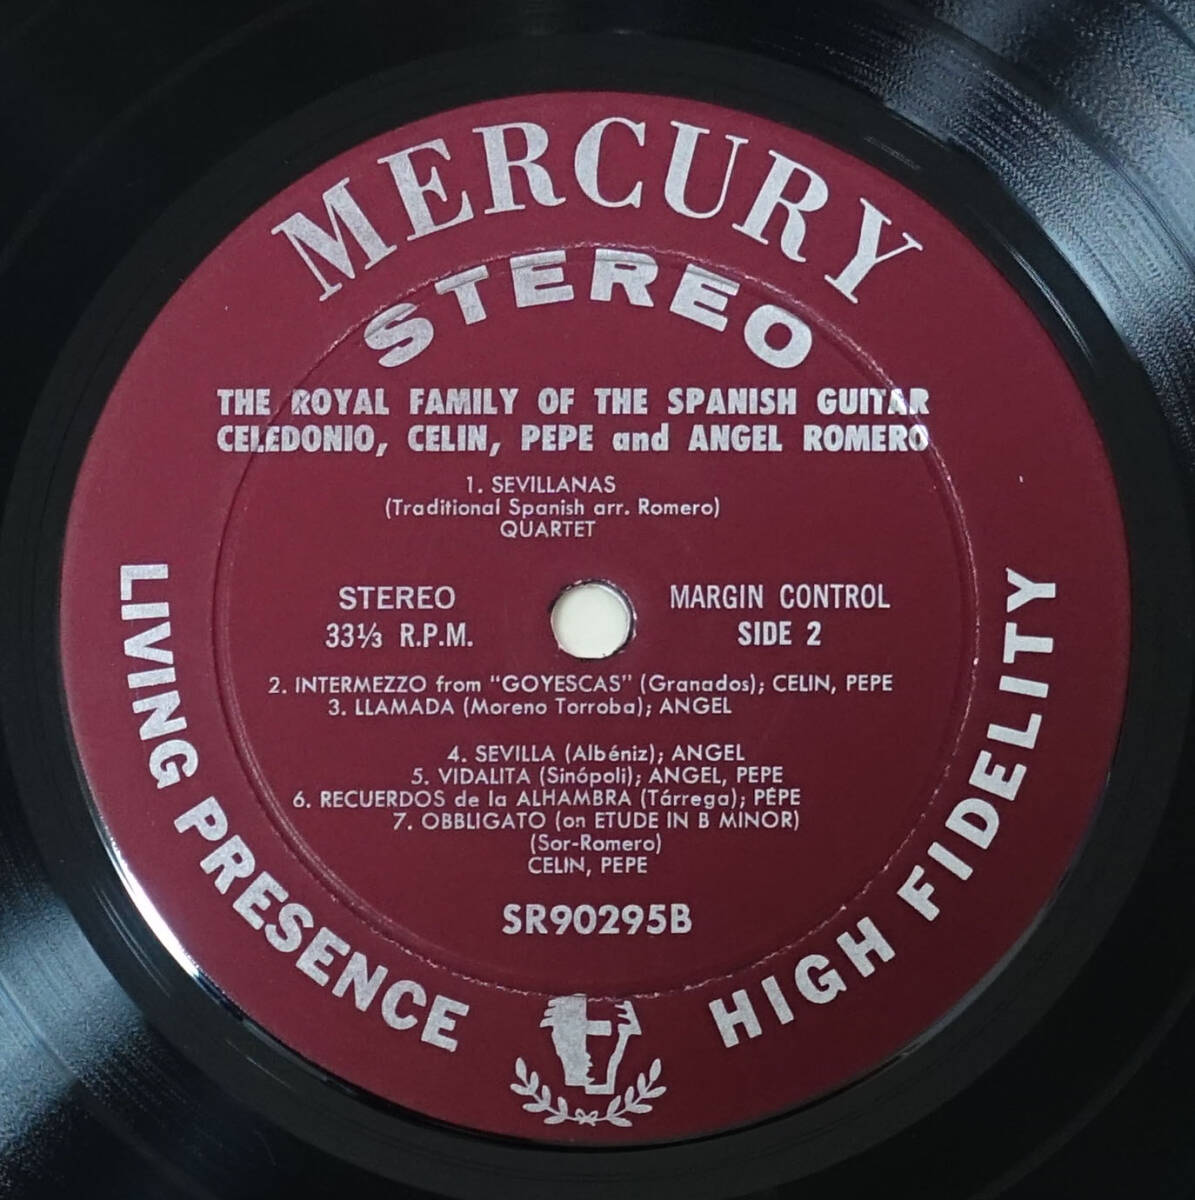 MERCURY
STEREO
THE ROYAL FAMILY OF THE SPANISH GUITAR
CELEDONIO, CELIN, PEPE and ANGEL ROMERO
1. SEVILLANAS
(Traditional Spanish arr. Romero)
QUARTET
STEREO
33⅓ R.P.M.
MARGIN CONTROL
SIDE 2
2. INTERMEZZO from "GOYESCAS" (Granados); CELIN, PEPE
3. LLAMADA (Moreno Torroba); ANGEL
4. SEVILLA (Albéniz); ANGEL
5. VIDALITA (Sinópoli); ANGEL, PEPE
6. RECUERDOS de la ALHAMBRA (Tárrega); PEPE
7. OBBLIGATO (on ETUDE IN B MINOR)
(Sor-Romero)
CELIN, PEPE
SR90295B
LIVING PRESENCE
HIGH FIDELITY